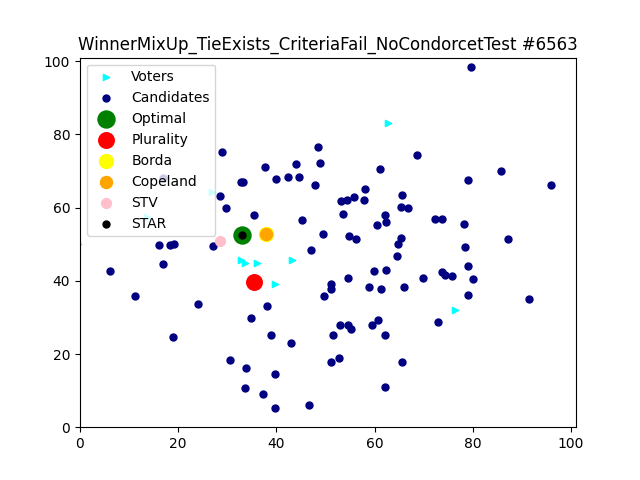 WinnerMixUp_TieExists_CriteriaFail_NoCondorcetTest #6563
100
80
60
40
20
0
Voters
Candidates
Optimal
Plurality
Borda
Copeland
STV
STAR
0 20 40 60 80 100